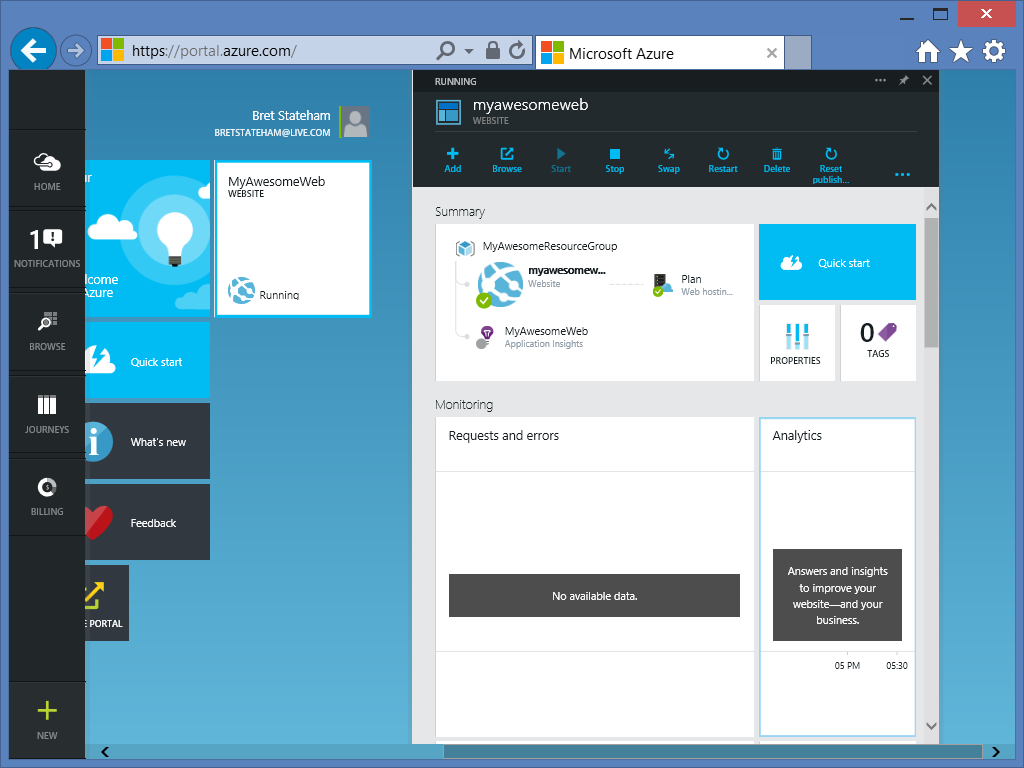 https://portal.azure.com/
Microsoft Azure
HOME
1
NOTIFICATIONS
BROWSE
JOURNEYS
BILLING
NEW
Bret Stateham
BRETSTATEHAM@LIVE.COM
Azure
Quick start
What's new
Feedback
PORTAL
MyAwesomeWeb
WEBSITE
Running
RUNNING
myawesomeweb
WEBSITE
Add
Browse
Start
Stop
Swap
Restart
Delete
Reset
publish...
Summary
MyAwesomeResourceGroup
myawesomew...
Website
Plan
Web hostin...
MyAwesomeWeb
Application Insights
Quick start
PROPERTIES
0
TAGS
Monitoring
Requests and errors
No available data.
Analytics
Answers and insights
to improve your
website—and your
business.
05 PM
05:30